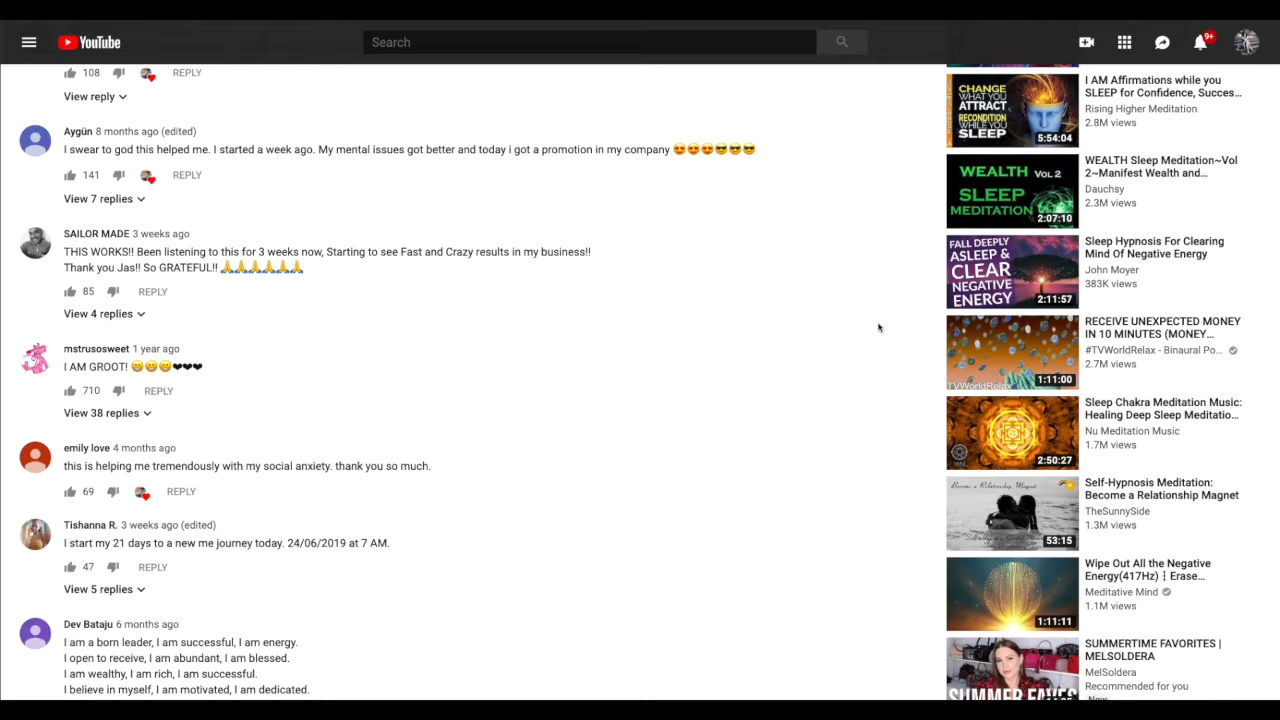 YouTube
Search
9+
108
REPLY
View reply
Aygün 8 months ago (edited)
I swear to god this helped me. I started a week ago. My mental issues got better and today i got a promotion in my company 😍😍😍😎😎😎
141
REPLY
View 7 replies
SAILOR MADE 3 weeks ago
THIS WORKS!! Been listening to this for 3 weeks now, Starting to see Fast and Crazy results in my business!!
Thank you Jas!! So GRATEFUL!! 🙏🙏🙏🙏🙏🙏
85
REPLY
View 4 replies
mstrusosweet 1 year ago
I AM GROOT! 😁😁😁❤❤❤
710
REPLY
View 38 replies
emily love 4 months ago
this is helping me tremendously with my social anxiety. thank you so much.
69
REPLY
Tishanna R. 3 weeks ago (edited)
I start my 21 days to a new me journey today. 24/06/2019 at 7 AM.
47
REPLY
View 5 replies
Dev Bataju 6 months ago
I am a born leader, I am successful, I am energy.
I open to receive, I am abundant, I am blessed.
I am wealthy, I am rich, I am successful.
I believe in myself, I am motivated, I am dedicated.
CHANGE
WHAT YOU
ATTRACT
RECONDITION
WHILE YOU
SLEEP
5:54:04
I AM Affirmations while you
SLEEP for Confidence, Succes...
Rising Higher Meditation
2.8M views
WEALTH VOL 2
SLEEP
MEDITATION
2:07:10
WEALTH Sleep Meditation~Vol
2~Manifest Wealth and...
Dauchsy
2.3M views
FALL DEEPLY
ASLEEP &
CLEAR
NEGATIVE
ENERGY
2:11:57
Sleep Hypnosis For Clearing
Mind Of Negative Energy
John Moyer
383K views
TVWorldRelax
1:11:00
RECEIVE UNEXPECTED MONEY
IN 10 MINUTES (MONEY...
#TVWorldRelax - Binaural Po...
2.7M views
2:50:27
Sleep Chakra Meditation Music:
Healing Deep Sleep Meditatio...
Nu Meditation Music
1.7M views
Become a Relationship Magnet
53:15
Self-Hypnosis Meditation:
Become a Relationship Magnet
TheSunnySide
1.3M views
1:11:11
Wipe Out All the Negative
Energy(417Hz) ┇ Erase...
Meditative Mind
1.1M views
SUMMER FAVES
SUMMERTIME FAVORITES |
MELSOLDERA
MelSoldera
Recommended for you
New